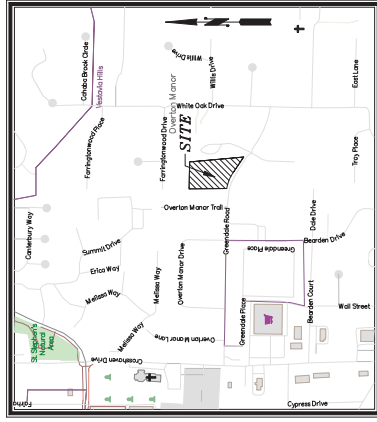 Cahaba Brook Circle
Vestavia Hills
Willis Drive
Willis Drive
East Lane
Overton Manor
White Oak Drive
Farringtonwood Place
Farringtonwood Drive
SITE
Troy Place
Overton Manor Trail
Canterbury Way
Summit Drive
Greendale Road
Dale Drive
Bearden Drive
Greendale Place
Erica Way
Melissa Way
Melissa Way
Overton Manor Drive
Greendale Place
Bearden Court
Wall Street
St. Stephen's
Natural
Area
Melissa Way
Overton Manor Lane
Crosshaven Drive
Cypress Drive